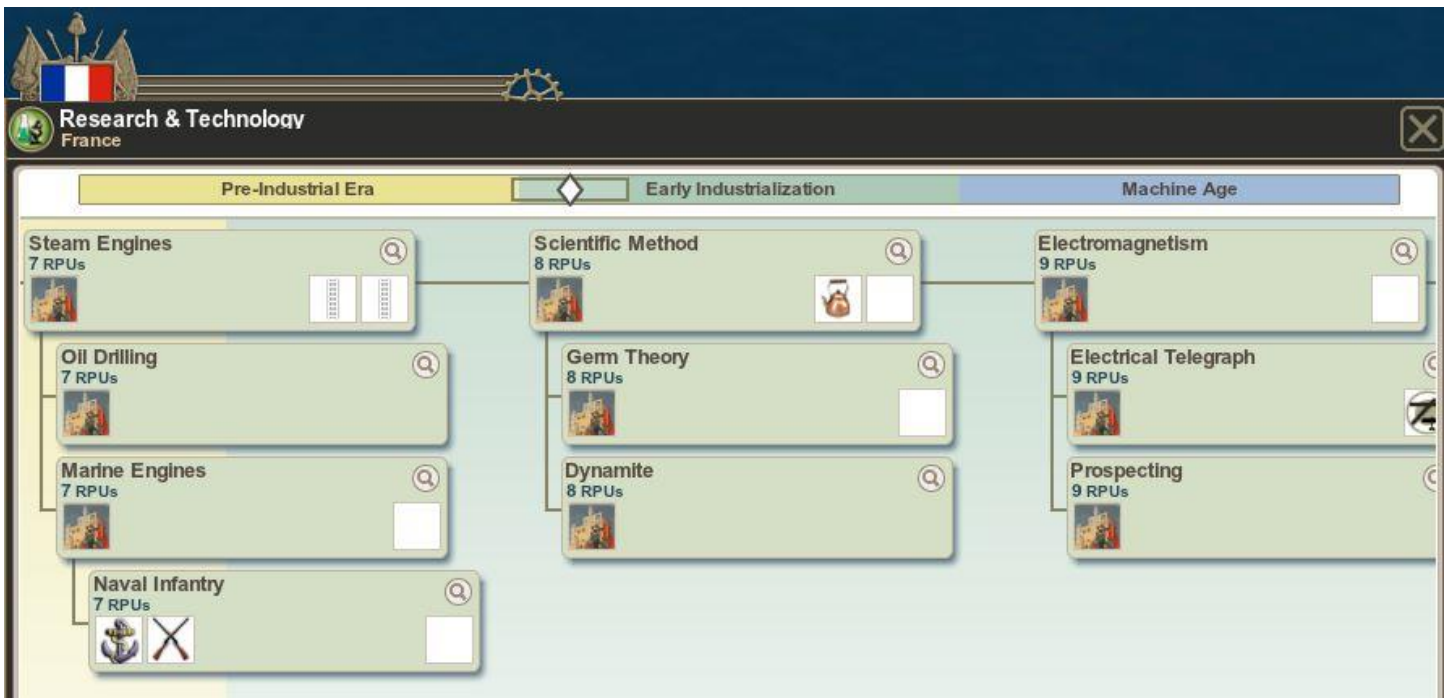 Research & Technology
France
Pre-Industrial Era
Early Industrialization
Machine Age
Steam Engines
7 RPUs
Scientific Method
8 RPUs
Electromagnetism
9 RPUs
Oil Drilling
7 RPUs
Germ Theory
8 RPUs
Electrical Telegraph
9 RPUs
Marine Engines
7 RPUs
Dynamite
8 RPUs
Prospecting
9 RPUs
Naval Infantry
7 RPUs